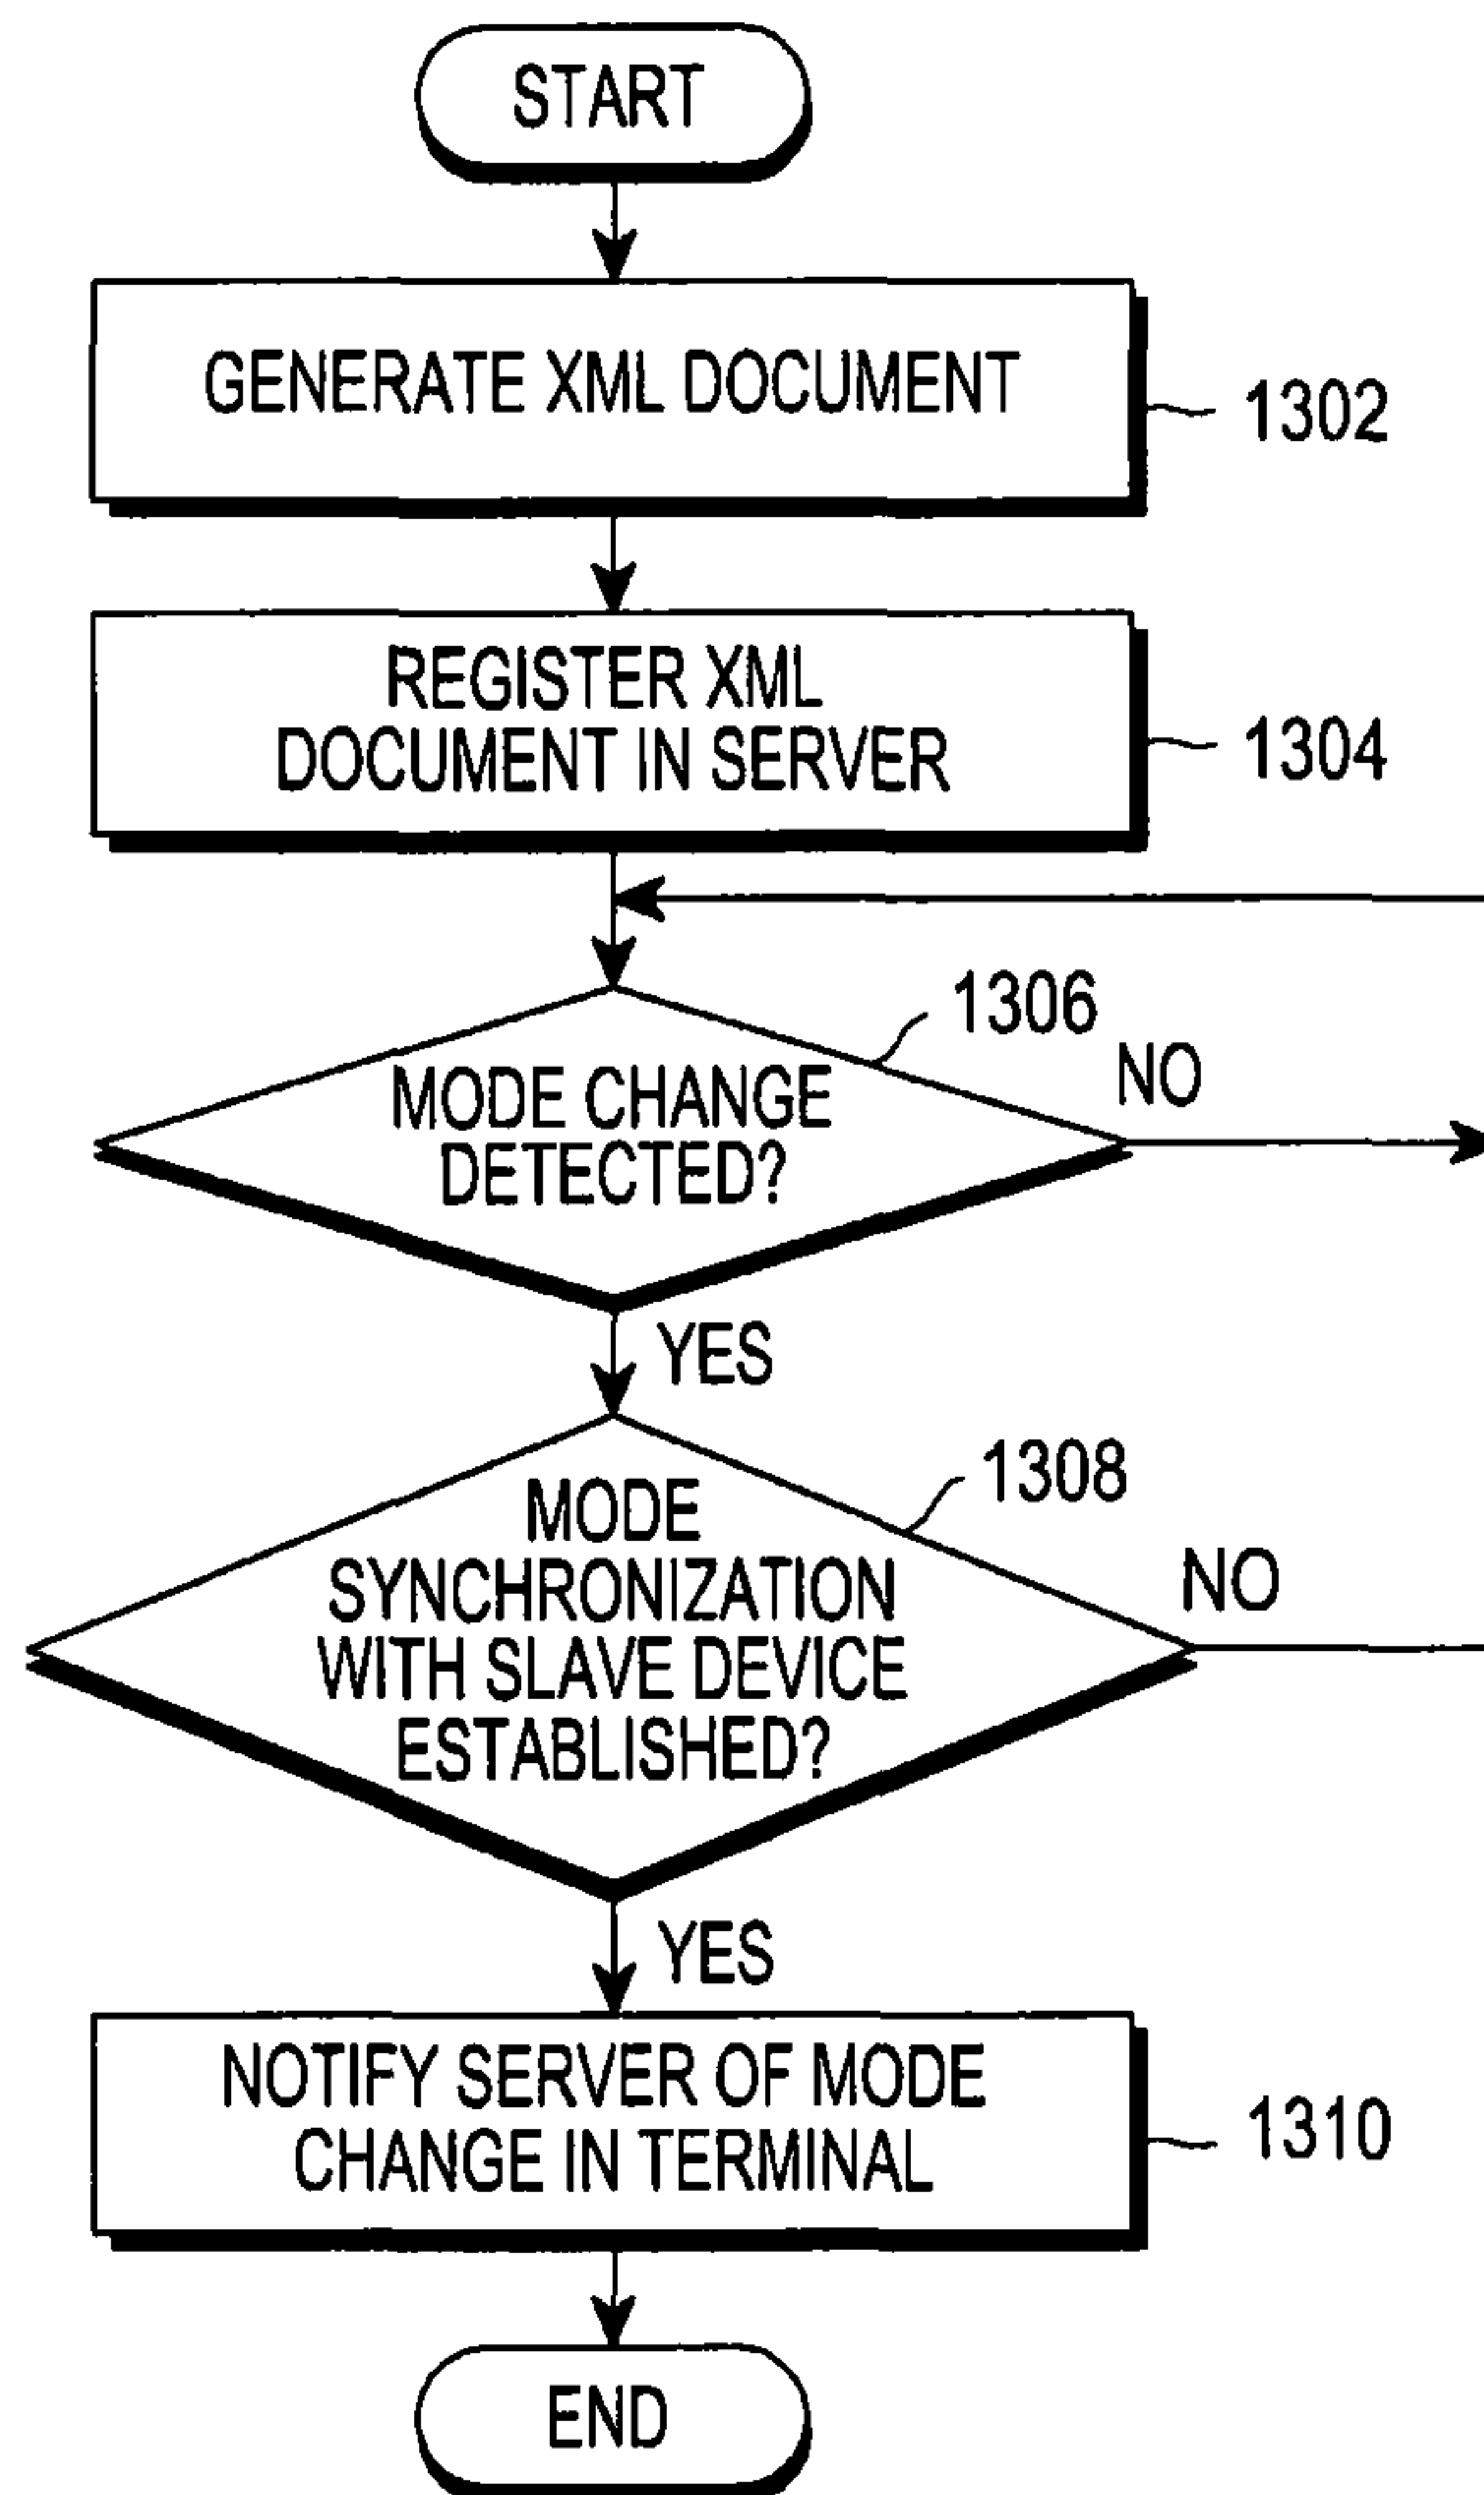 START
GENERATE XML DOCUMENT
1302
REGISTER XML
DOCUMENT IN SERVER
1304
1306
MODE CHANGE
DETECTED?
NO
YES
1308
MODE
SYNCHRONIZATION
WITH SLAVE DEVICE
ESTABLISHED?
NO
YES
NOTIFY SERVER OF MODE
CHANGE IN TERMINAL
1310
END